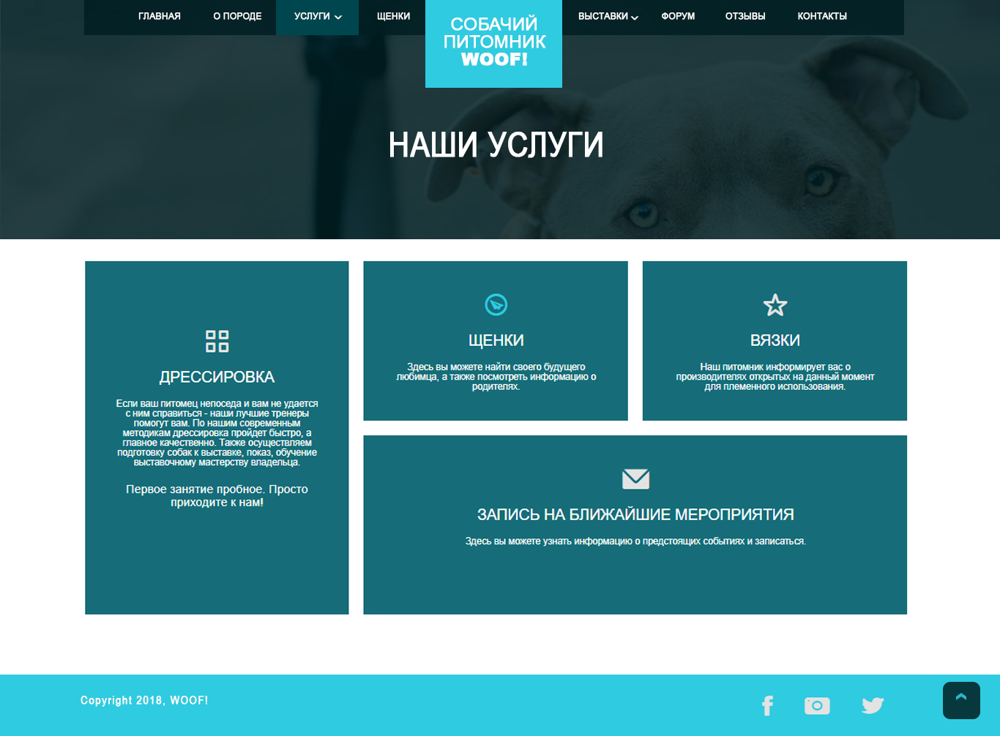 ГЛАВНАЯ
О ПОРОДЕ
УСЛУГИ
ЩЕНКИ
СОБАЧИЙ
ПИТОМНИК
WOOF!
ВЫСТАВКИ
ФОРУМ
ОТЗЫВЫ
КОНТАКТЫ
НАШИ УСЛУГИ
ДРЕССИРОВКА
Если ваш питомец непоседа и вам не удается
с ним справиться - наши лучшие тренеры
помогут вам. По нашим современным
методикам дрессировка пройдет быстро, а
главное качественно. Также осуществляем
подготовку собак к выставке, показ, обучение
выставочному мастерству владельца.
Первое занятие пробное. Просто
приходите к нам!
ЩЕНКИ
Здесь вы можете найти своего будущего
любимца, а также посмотреть информацию о
родителях.
ВЯЗКИ
Наш питомник информирует вас о
производителях открытых на данный момент
для племенного использования.
ЗАПИСЬ НА БЛИЖАЙШИЕ МЕРОПРИЯТИЯ
Здесь вы можете узнать информацию о предстоящих событиях и записаться.
Copyright 2018, WOOF!